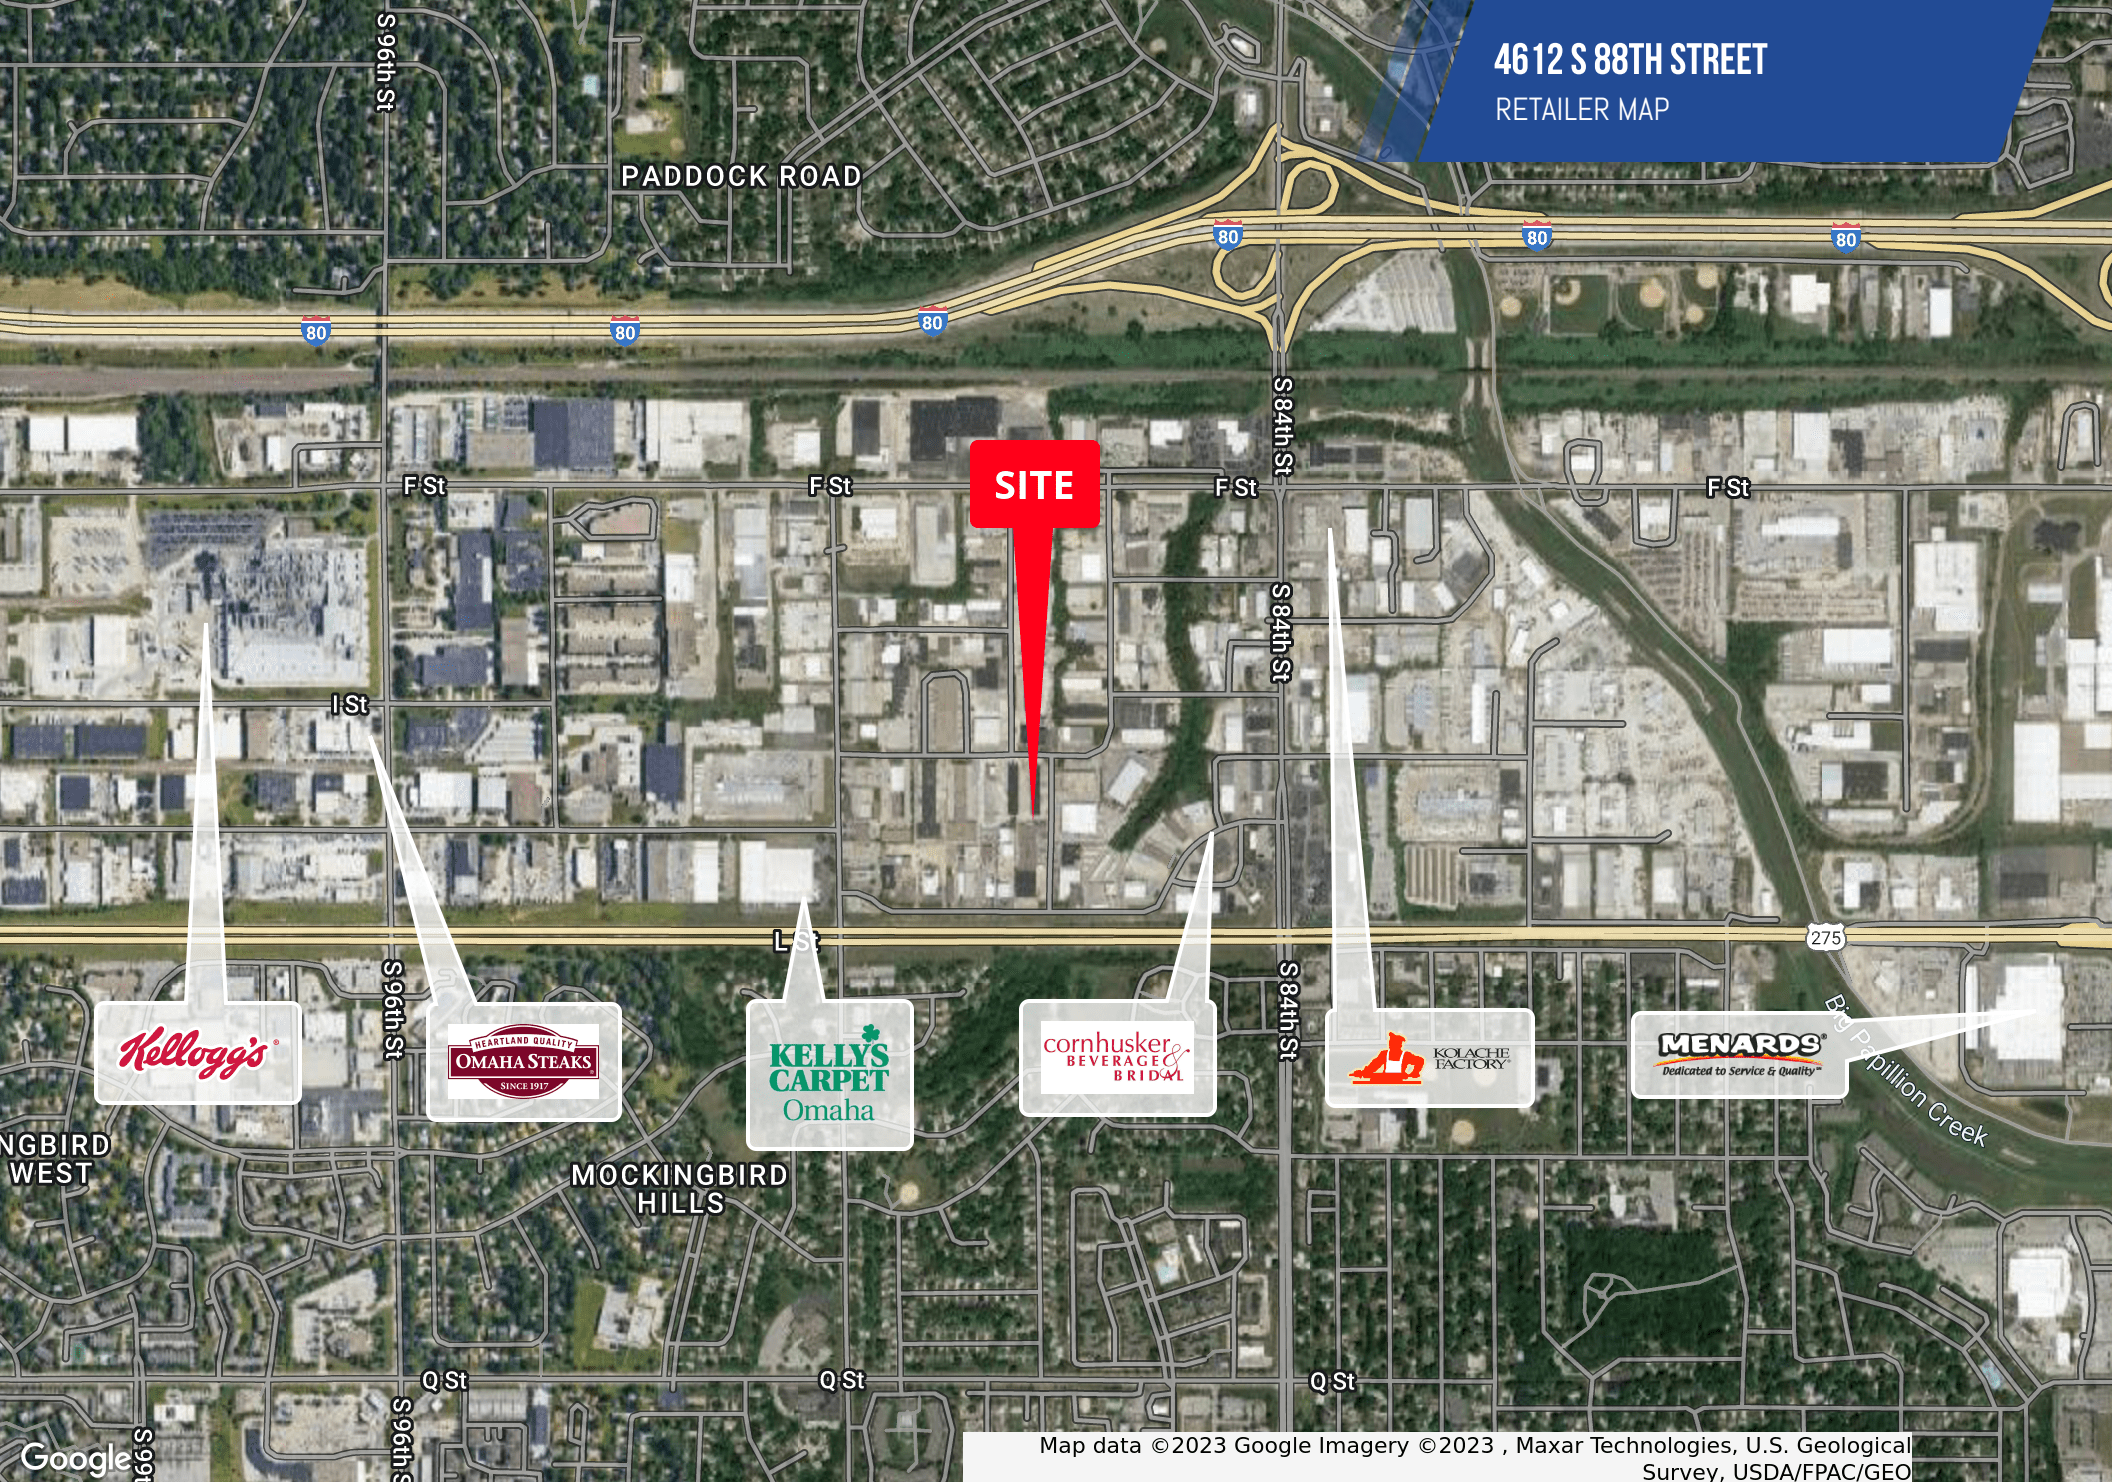 4612 S 88TH STREET
RETAILER MAP
S 96th St
PADDOCK ROAD
80
80
80
80
80
80
S 84th St
SITE
F St
F St
F St
F St
S 84th St
I St
L St
275
S 96th St
S 84th St
Kellogg's®
HEARTLAND QUALITY
OMAHA STEAKS®
SINCE 1917
KELLY'S
CARPET
Omaha
cornhusker
BEVERAGE &
BRIDAL
KOLACHE
FACTORY
MENARDS®
Dedicated to Service & Quality™
Big Papillion Creek
NGBIRD
WEST
MOCKINGBIRD
HILLS
Q St
Q St
Q St
S 96th S
S 99t
Google
Map data ©2023 Google Imagery ©2023 , Maxar Technologies, U.S. Geological
Survey, USDA/FPAC/GEO